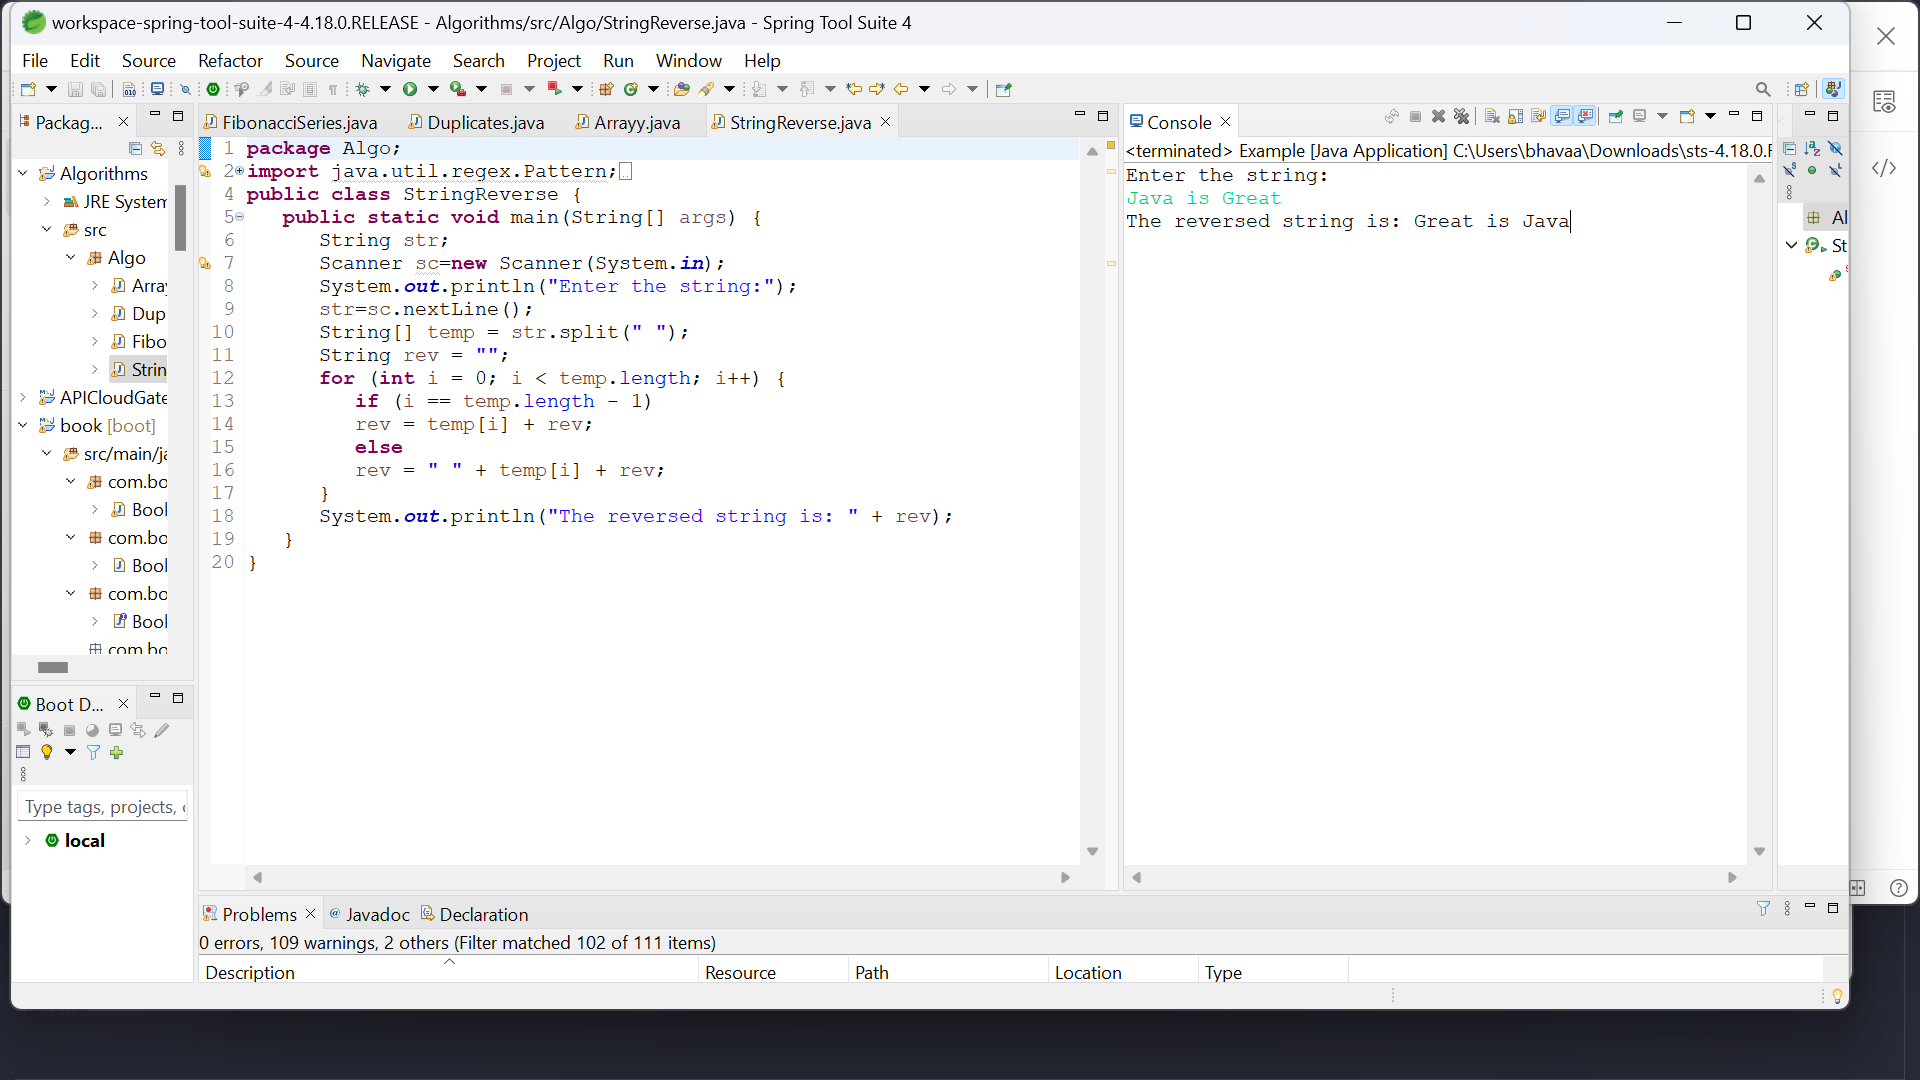 workspace-spring-tool-suite-4-4.18.0.RELEASE - Algorithms/src/Algo/StringReverse.java - Spring Tool Suite 4
File Edit Source Refactor Source Navigate Search Project Run Window Help
Packag...
Algorithms
JRE System
src
Algo
Array
Dup
Fibo
Strin
APICloudGate
book [boot]
src/main/ja
com.bo
Bool
com.bo
Bool
com.bo
Bool
com.bo
Boot D...
Type tags, projects,
local
FibonacciSeries.java Duplicates.java Arrayy.java StringReverse.java
1 package Algo;
2 import java.util.regex.Pattern;
4 public class StringReverse {
5 public static void main(String[] args) {
6 String str;
7 Scanner sc=new Scanner(System.in);
8 System.out.println("Enter the string:");
9 str=sc.nextLine();
10 String[] temp = str.split(" ");
11 String rev = "";
12 for (int i = 0; i < temp.length; i++) {
13 if (i == temp.length - 1)
14 rev = temp[i] + rev;
15 else
16 rev = " " + temp[i] + rev;
17 }
18 System.out.println("The reversed string is: " + rev);
19 }
20 }
Console
<terminated> Example [Java Application] C:\Users\bhavaa\Downloads\sts-4.18.0.R
Enter the string:
Java is Great
The reversed string is: Great is Java
Al
St
Problems @ Javadoc Declaration
0 errors, 109 warnings, 2 others (Filter matched 102 of 111 items)
Description Resource Path Location Type